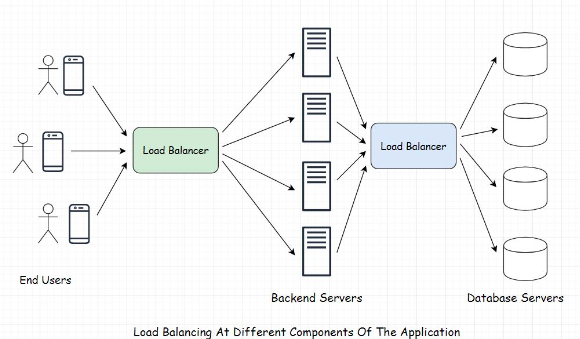 Load Balancer
Load Balancer
End Users
Backend Servers
Database Servers
Load Balancing At Different Components Of The Application